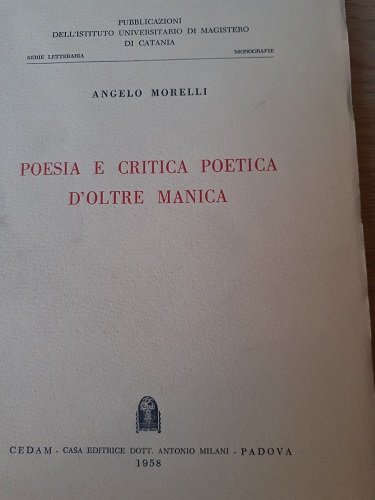 PUBBLICAZIONI
DELL'ISTITUTO UNIVERSITARIO DI MAGISTERO
DI CATANIA
SERIE LETTERARIA MONOGRAFIE
ANGELO MORELLI
POESIA E CRITICA POETICA
D'OLTRE MANICA
CEDAM - CASA EDITRICE DOTT. ANTONIO MILANI - PADOVA
1958